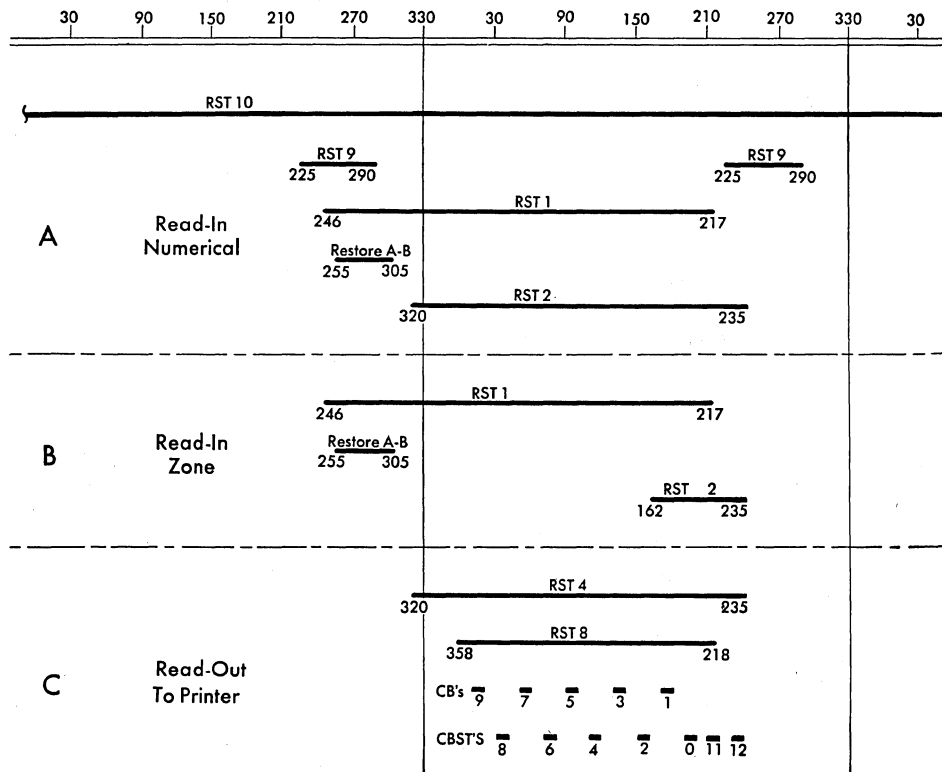 30 90 150 210 270 330 30 90 150 210 270 330 30
RST 10
RST 9 RST 9
225 290 225 290
RST 1
246 217
A Read-In
Numerical
Restore A-B
255 305
RST 2
320 235
RST 1
246 217
B Read-In
Zone
Restore A-B
255 305
RST 2
162 235
RST 4
320 235
RST 8
358 218
C Read-Out
To Printer
CB's
9 7 5 3 1
CBST'S
8 6 4 2 0 11 12